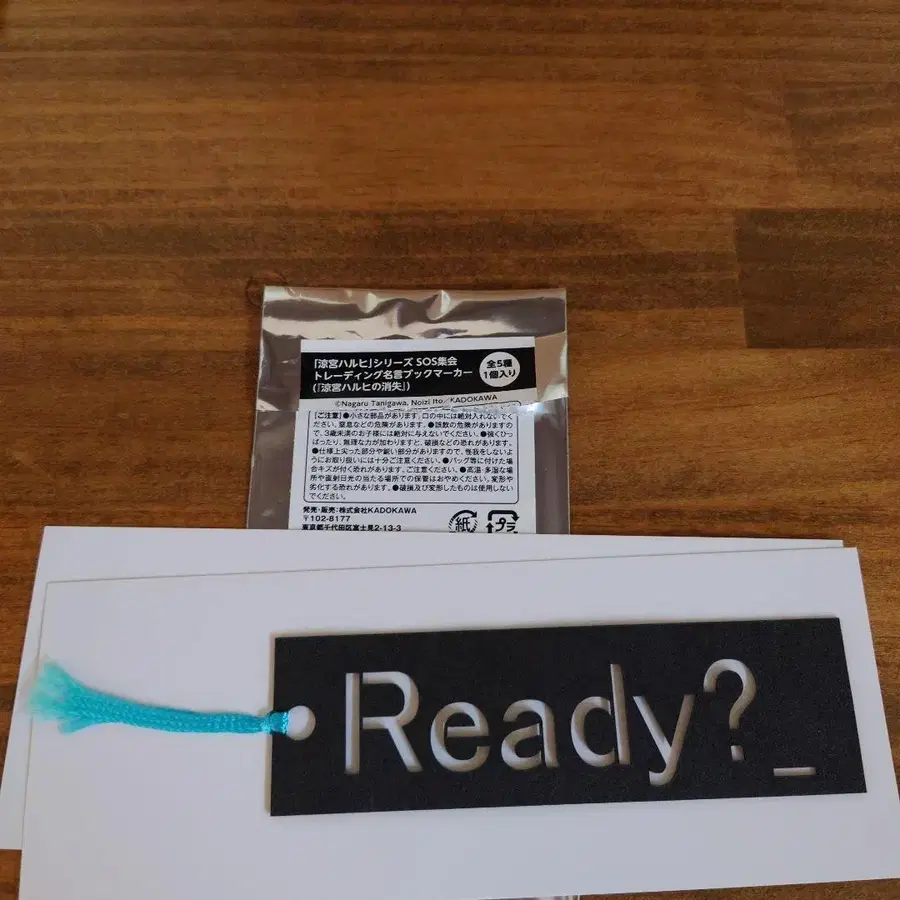 「涼宮ハルヒ」シリーズ SOS集会
トレーディング名言ブックマーカー
(『涼宮ハルヒの消失』)
全5種
1個入り
©Nagaru Tanigawa, Noizi Ito／KADOKAWA
【ご注意】●小さな部品があります。口の中には絶対入れないでく
ださい。窒息などの危険があります。●誤飲の危険がありますの
で、3歳未満のお子様には絶対に与えないでください。●強くひっ
ぱったり、無理な力が加わりますと、破損などの恐れがあります。
●仕様上尖った部分や鋭い部分がありますので、怪我をしないよう
にお取り扱いには十分ご注意ください。●バッグ等に付けた場
合キズが付く恐れがあります。ご注意ください。●高温・多湿な場
所や直射日光の当たる場所での保管はおやめください。変形や
劣化する恐れがあります。●破損及び変形したものは使用しない
でください。
発売・販売：株式会社KADOKAWA
〒102-8177
東京都千代田区富士見2-13-3
紙
プラ
Ready?_